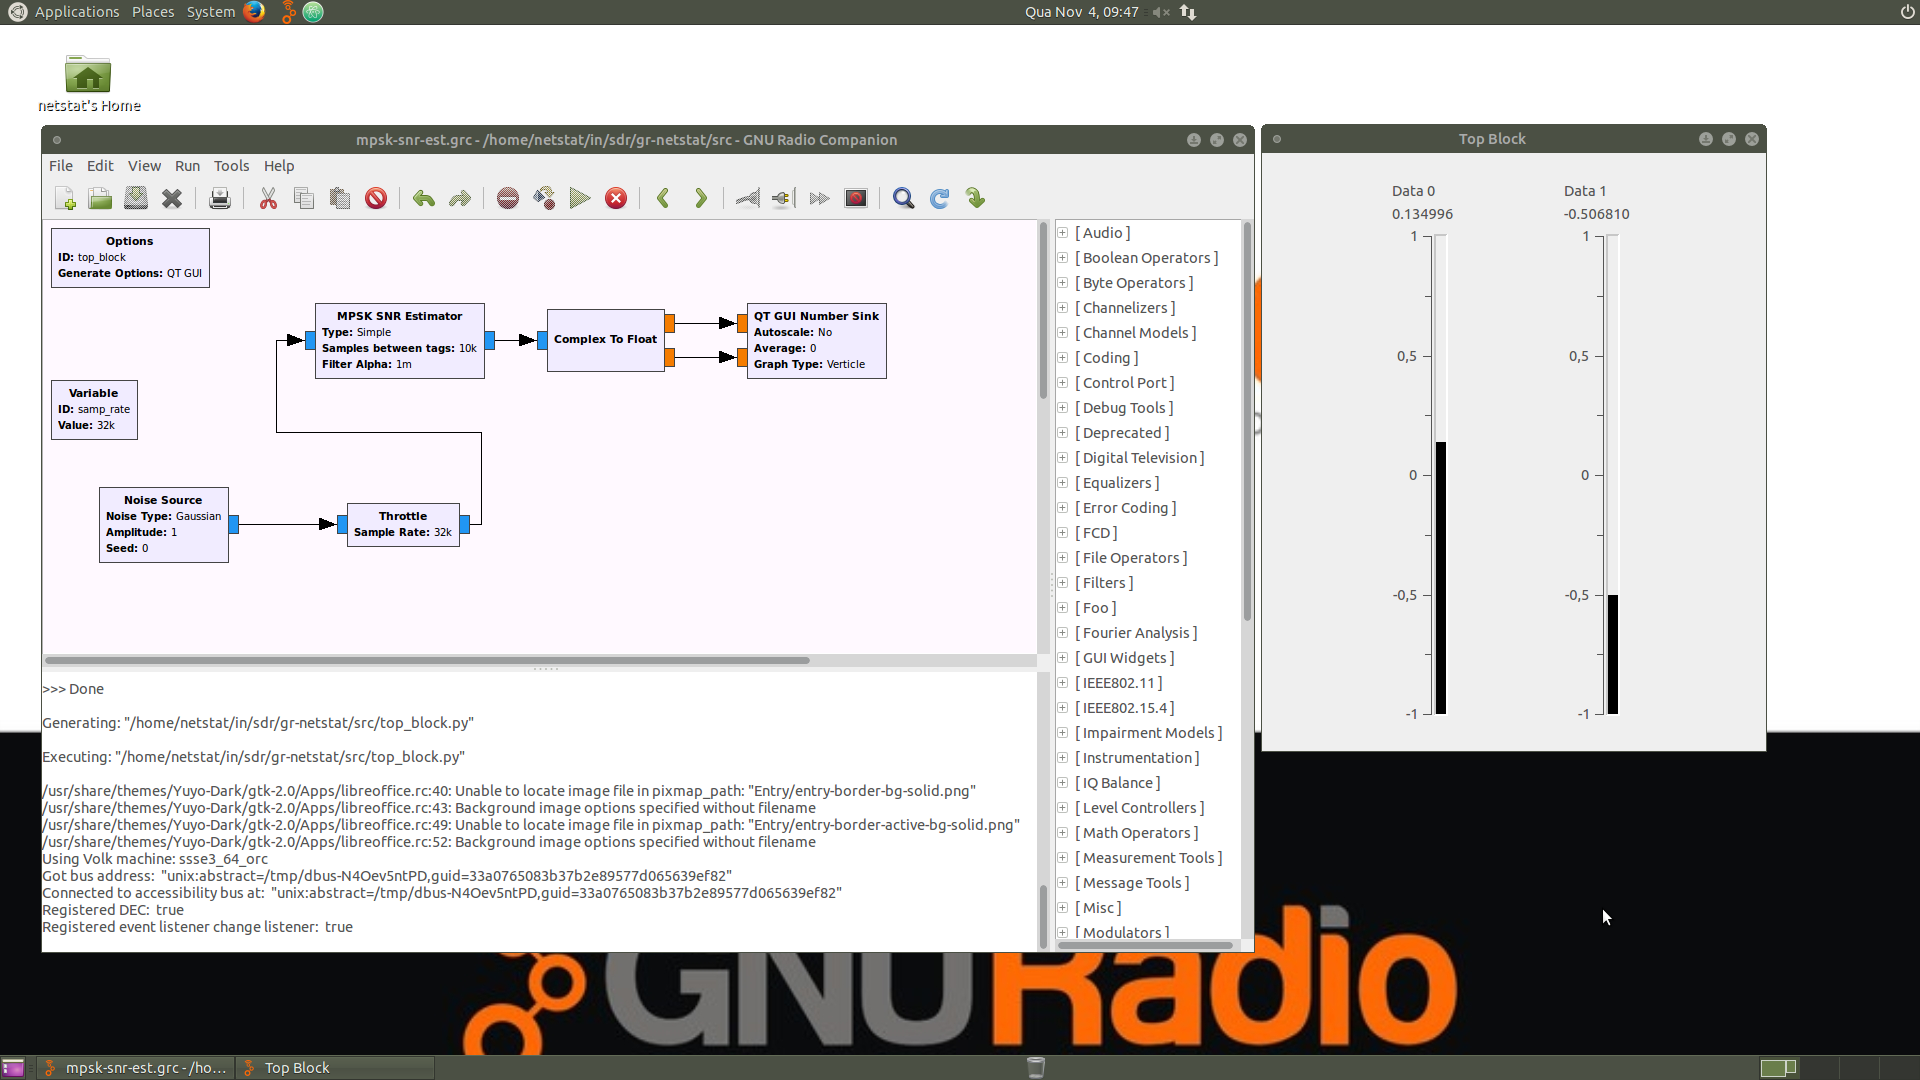 Applications Places System
Qua Nov 4, 09:47
netstat's Home
mpsk-snr-est.grc - /home/netstat/in/sdr/gr-netstat/src - GNU Radio Companion
File Edit View Run Tools Help
Options
ID: top_block
Generate Options: QT GUI
MPSK SNR Estimator
Type: Simple
Samples between tags: 10k
Filter Alpha: 1m
Complex To Float
QT GUI Number Sink
Autoscale: No
Average: 0
Graph Type: Verticle
Variable
ID: samp_rate
Value: 32k
Noise Source
Noise Type: Gaussian
Amplitude: 1
Seed: 0
Throttle
Sample Rate: 32k
[ Audio ]
[ Boolean Operators ]
[ Byte Operators ]
[ Channelizers ]
[ Channel Models ]
[ Coding ]
[ Control Port ]
[ Debug Tools ]
[ Deprecated ]
[ Digital Television ]
[ Equalizers ]
[ Error Coding ]
[ FCD ]
[ File Operators ]
[ Filters ]
[ Foo ]
[ Fourier Analysis ]
[ GUI Widgets ]
[ IEEE802.11 ]
[ IEEE802.15.4 ]
[ Impairment Models ]
[ Instrumentation ]
[ IQ Balance ]
[ Level Controllers ]
[ Math Operators ]
[ Measurement Tools ]
[ Message Tools ]
[ Misc ]
[ Modulators ]
>>> Done
Generating: "/home/netstat/in/sdr/gr-netstat/src/top_block.py"
Executing: "/home/netstat/in/sdr/gr-netstat/src/top_block.py"
/usr/share/themes/Yuyo-Dark/gtk-2.0/Apps/libreoffice.rc:40: Unable to locate image file in pixmap_path: "Entry/entry-border-bg-solid.png"
/usr/share/themes/Yuyo-Dark/gtk-2.0/Apps/libreoffice.rc:43: Background image options specified without filename
/usr/share/themes/Yuyo-Dark/gtk-2.0/Apps/libreoffice.rc:49: Unable to locate image file in pixmap_path: "Entry/entry-border-active-bg-solid.png"
/usr/share/themes/Yuyo-Dark/gtk-2.0/Apps/libreoffice.rc:52: Background image options specified without filename
Using Volk machine: ssse3_64_orc
Got bus address: "unix:abstract=/tmp/dbus-N4Oev5ntPD,guid=33a0765083b37b2e89577d065639ef82"
Connected to accessibility bus at: "unix:abstract=/tmp/dbus-N4Oev5ntPD,guid=33a0765083b37b2e89577d065639ef82"
Registered DEC: true
Registered event listener change listener: true
Top Block
Data 0
0.134996
1
0,5
0
-0,5
-1
Data 1
-0.506810
1
0,5
0
-0,5
-1
GNURadio
mpsk-snr-est.grc - /ho...
Top Block